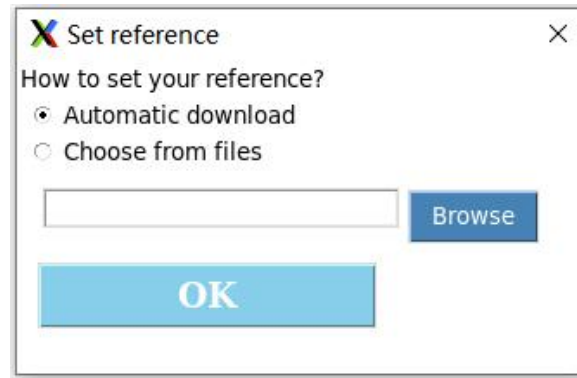 Set reference
How to set your reference?
Automatic download
Choose from files
Browse
OK